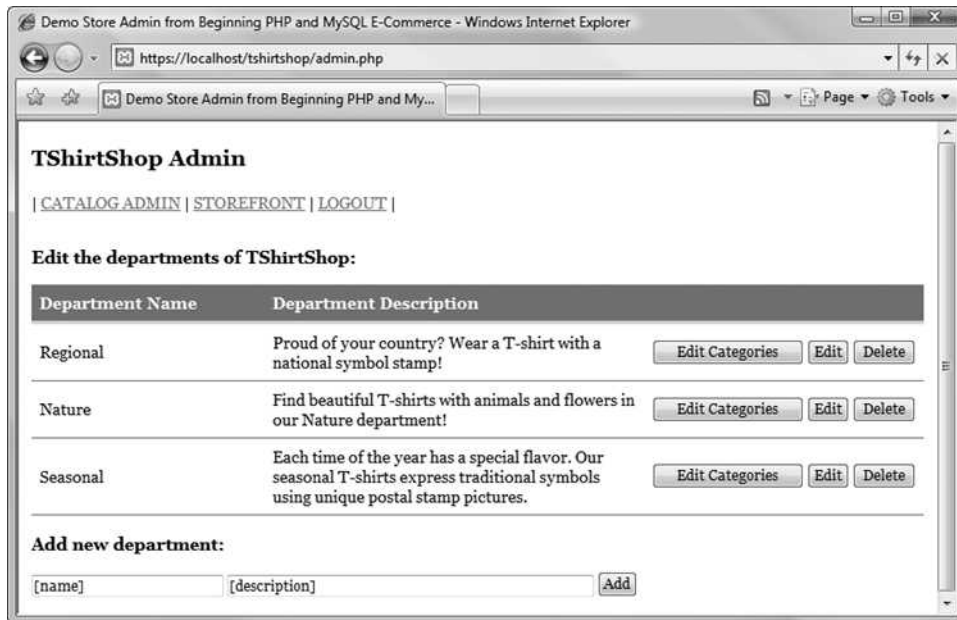 Demo Store Admin from Beginning PHP and MySQL E-Commerce - Windows Internet Explorer
https://localhost/tshirtshop/admin.php
Demo Store Admin from Beginning PHP and My...
Page
Tools
TShirtShop Admin
| CATALOG ADMIN | STOREFRONT | LOGOUT |
Edit the departments of TShirtShop:
Department Name Department Description
Regional
Proud of your country? Wear a T-shirt with a
national symbol stamp!
Edit Categories Edit Delete
Nature
Find beautiful T-shirts with animals and flowers in
our Nature department!
Edit Categories Edit Delete
Seasonal
Each time of the year has a special flavor. Our
seasonal T-shirts express traditional symbols
using unique postal stamp pictures.
Edit Categories Edit Delete
Add new department:
[name] [description] Add